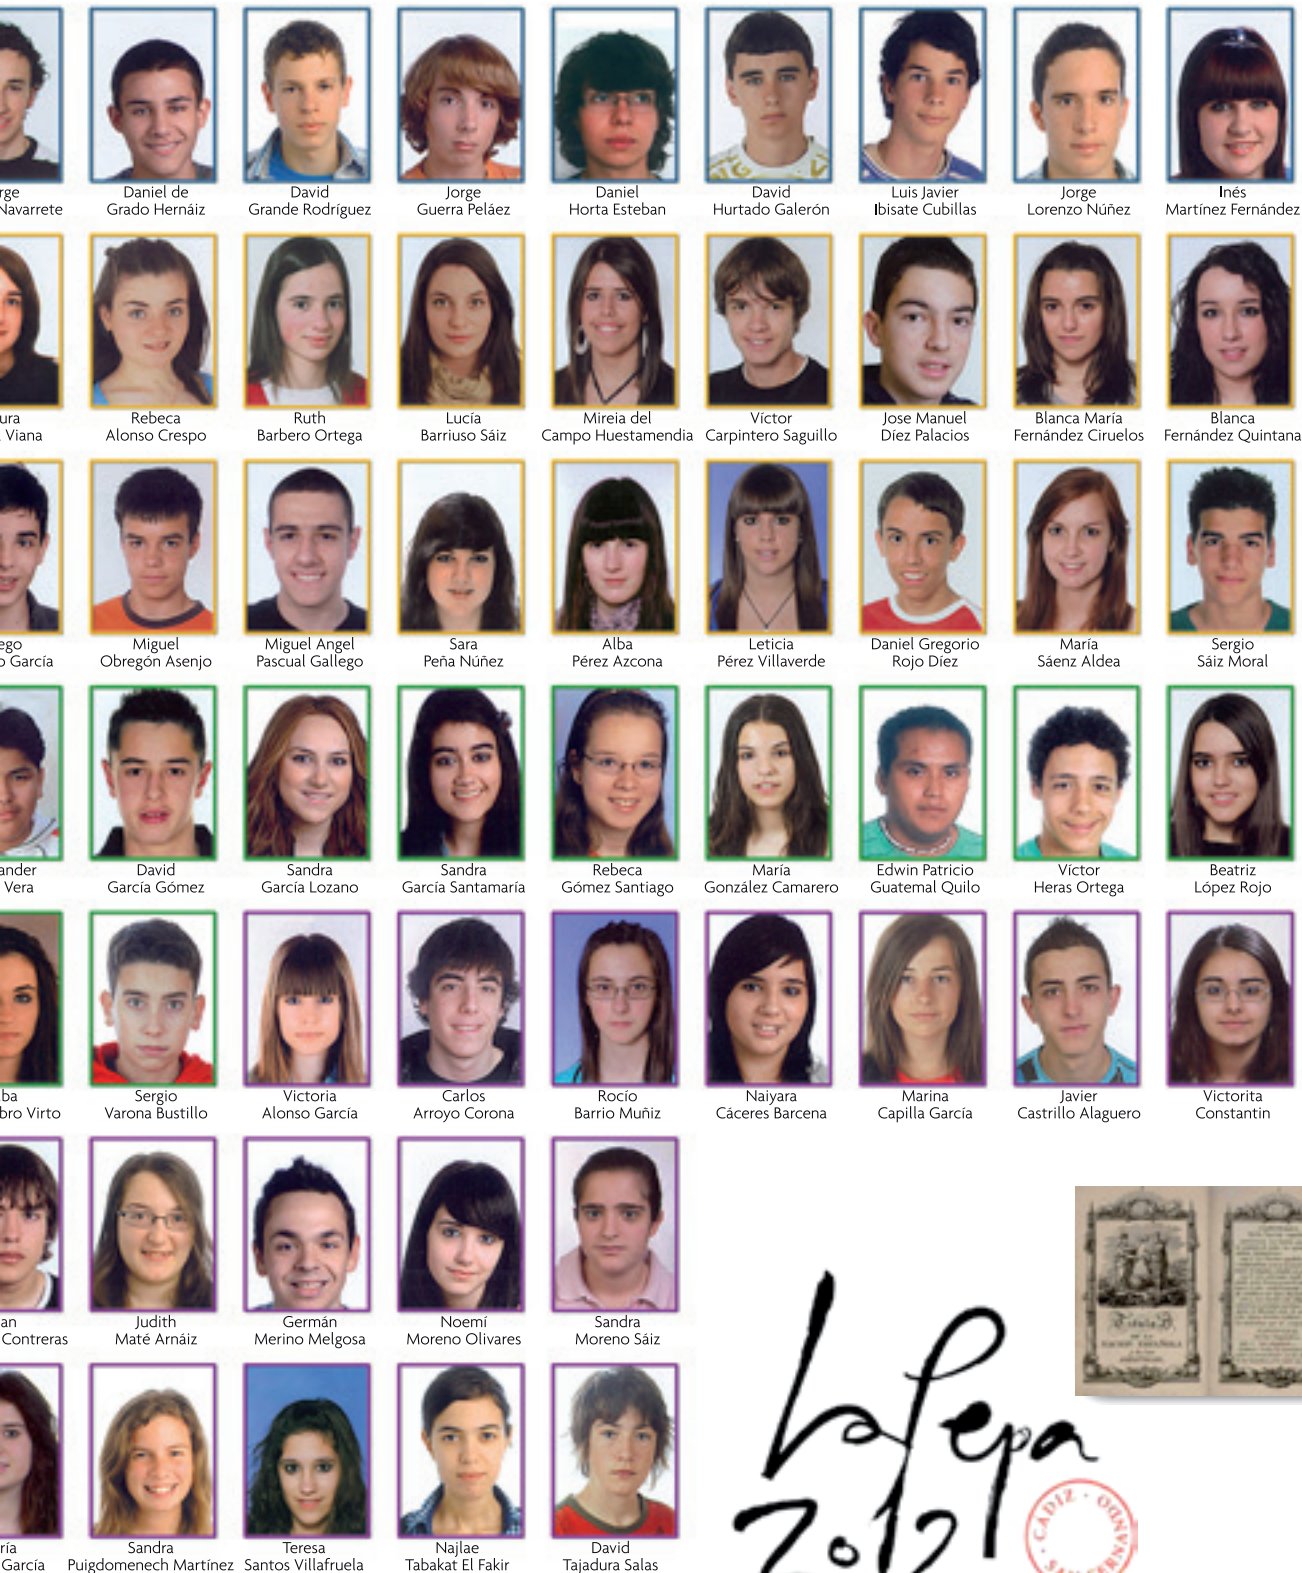 rge
Navarrete
Daniel de
Grado Hernáiz
David
Grande Rodríguez
Jorge
Guerra Peláez
Daniel
Horta Esteban
David
Hurtado Galerón
Luis Javier
Ibisate Cubillas
Jorge
Lorenzo Núñez
Inés
Martínez Fernández
ura
Viana
Rebeca
Alonso Crespo
Ruth
Barbero Ortega
Lucía
Barriuso Sáiz
Mireia del
Campo Huestamendia
Víctor
Carpintero Saguillo
Jose Manuel
Díez Palacios
Blanca María
Fernández Ciruelos
Blanca
Fernández Quintana
ego
o García
Miguel
Obregón Asenjo
Miguel Angel
Pascual Gallego
Sara
Peña Núñez
Alba
Pérez Azcona
Leticia
Pérez Villaverde
Daniel Gregorio
Rojo Díez
María
Sáenz Aldea
Sergio
Sáiz Moral
ander
Vera
David
García Gómez
Sandra
García Lozano
Sandra
García Santamaría
Rebeca
Gómez Santiago
María
González Camarero
Edwin Patricio
Guatemal Quilo
Víctor
Heras Ortega
Beatriz
López Rojo
ba
bro Virto
Sergio
Varona Bustillo
Victoria
Alonso García
Carlos
Arroyo Corona
Rocío
Barrio Muñiz
Naiyara
Cáceres Barcena
Marina
Capilla García
Javier
Castrillo Alaguero
Victorita
Constantin
an
Contreras
Judith
Maté Arnáiz
Germán
Merino Melgosa
Noemí
Moreno Olivares
Sandra
Moreno Sáiz
ría
García
Sandra
Puigdomenech Martínez
Teresa
Santos Villafruela
Najlae
Tabakat El Fakir
David
Tajadura Salas
La Pepa
2012
CADIZ · SAN FERNANDO